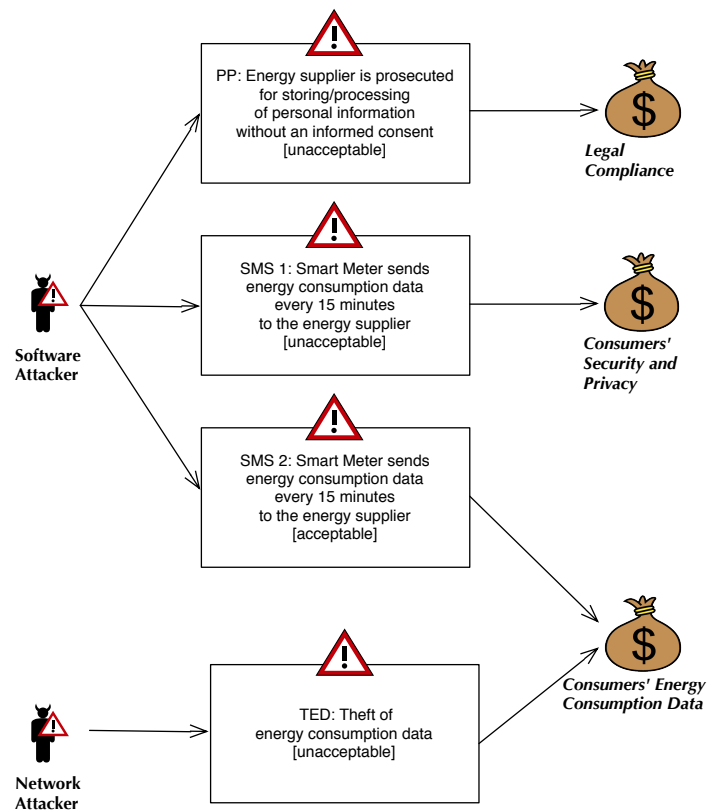 PP: Energy supplier is prosecuted
for storing/processing
of personal information
without an informed consent
[unacceptable]
$
Legal
Compliance
SMS 1: Smart Meter sends
energy consumption data
every 15 minutes
to the energy supplier
[unacceptable]
$
Consumers'
Security and
Privacy
Software
Attacker
SMS 2: Smart Meter sends
energy consumption data
every 15 minutes
to the energy supplier
[acceptable]
$
Consumers' Energy
Consumption Data
TED: Theft of
energy consumption data
[unacceptable]
Network
Attacker